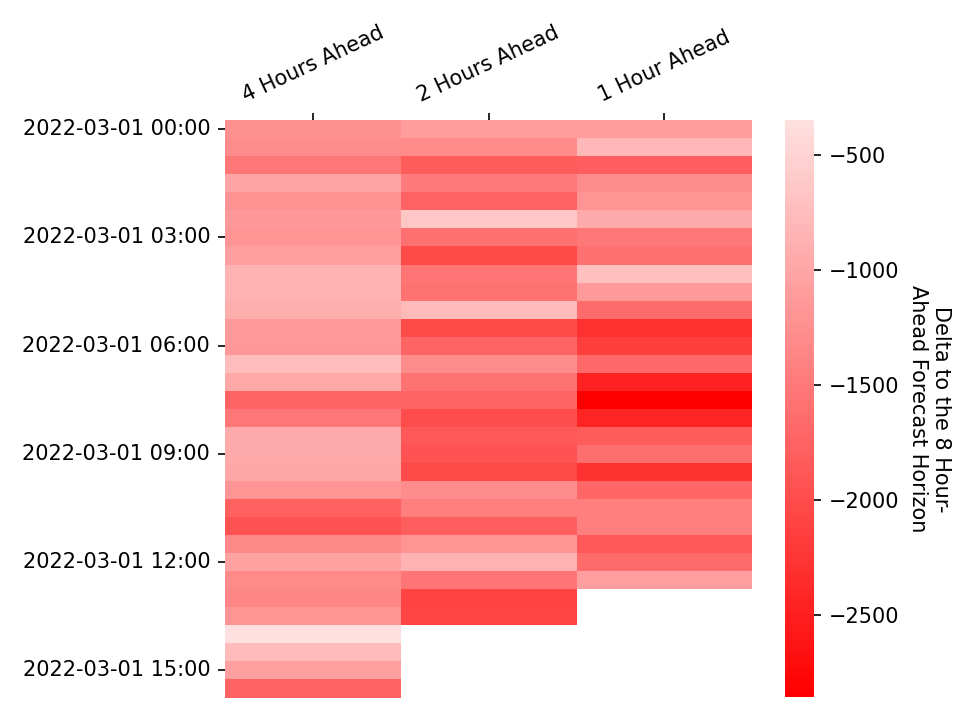 4 Hours Ahead
2 Hours Ahead
1 Hour Ahead
2022-03-01 00:00
2022-03-01 03:00
2022-03-01 06:00
2022-03-01 09:00
2022-03-01 12:00
2022-03-01 15:00
−500
−1000
−1500
−2000
−2500
Delta to the 8 Hour-
Ahead Forecast Horizon